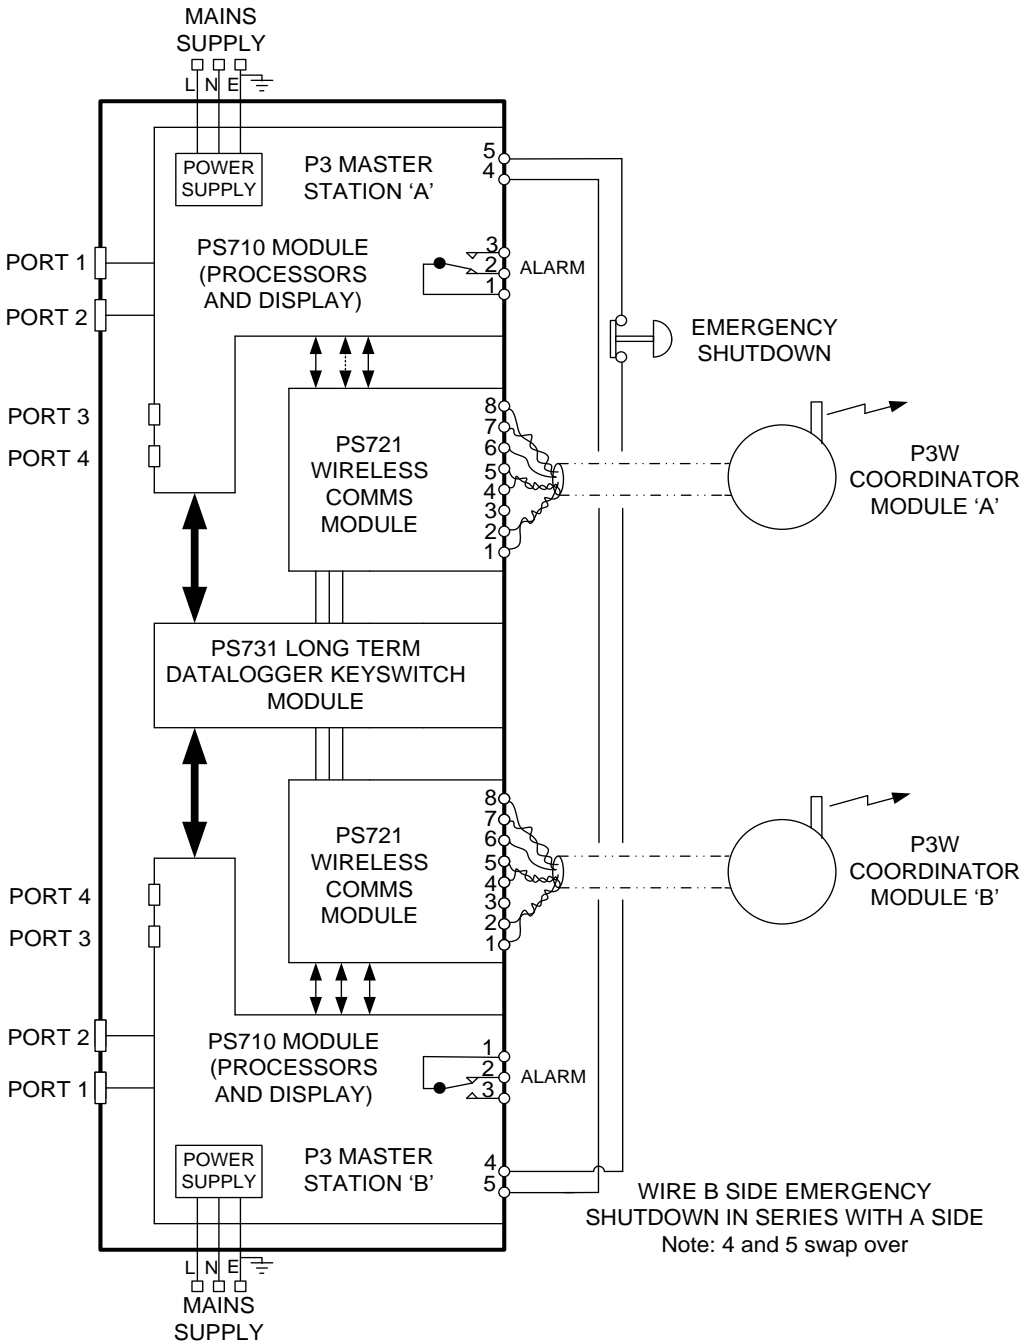 MAINS
SUPPLY
L N E
POWER
SUPPLY
P3 MASTER
STATION ‘A’
5
4
PS710 MODULE
(PROCESSORS
AND DISPLAY)
3
2
1
ALARM
PORT 1
PORT 2
EMERGENCY
SHUTDOWN
PORT 3
PORT 4
PS721
WIRELESS
COMMS
MODULE
8
7
6
5
4
3
2
1
P3W
COORDINATOR
MODULE ‘A’
PS731 LONG TERM
DATALOGGER KEYSWITCH
MODULE
PS721
WIRELESS
COMMS
MODULE
8
7
6
5
4
3
2
1
P3W
COORDINATOR
MODULE ‘B’
PORT 4
PORT 3
PORT 2
PORT 1
PS710 MODULE
(PROCESSORS
AND DISPLAY)
1
2
3
ALARM
POWER
SUPPLY
P3 MASTER
STATION ‘B’
4
5
WIRE B SIDE EMERGENCY
SHUTDOWN IN SERIES WITH A SIDE
Note: 4 and 5 swap over
L N E
MAINS
SUPPLY